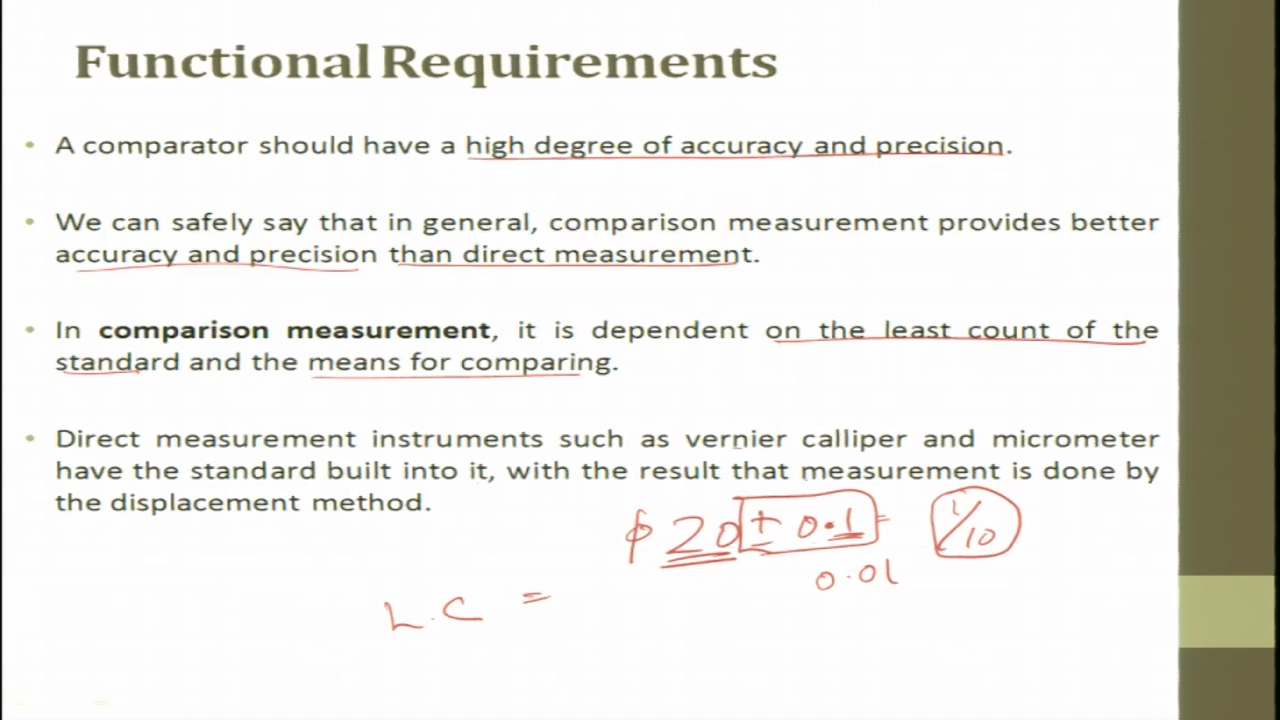 Functional Requirements
• A comparator should have a high degree of accuracy and precision.
• We can safely say that in general, comparison measurement provides better
accuracy and precision than direct measurement.
• In comparison measurement, it is dependent on the least count of the
standard and the means for comparing.
• Direct measurement instruments such as vernier calliper and micrometer
have the standard built into it, with the result that measurement is done by
the displacement method.
ϕ 20 ± 0.1 = 1/10
0.01
L.C =